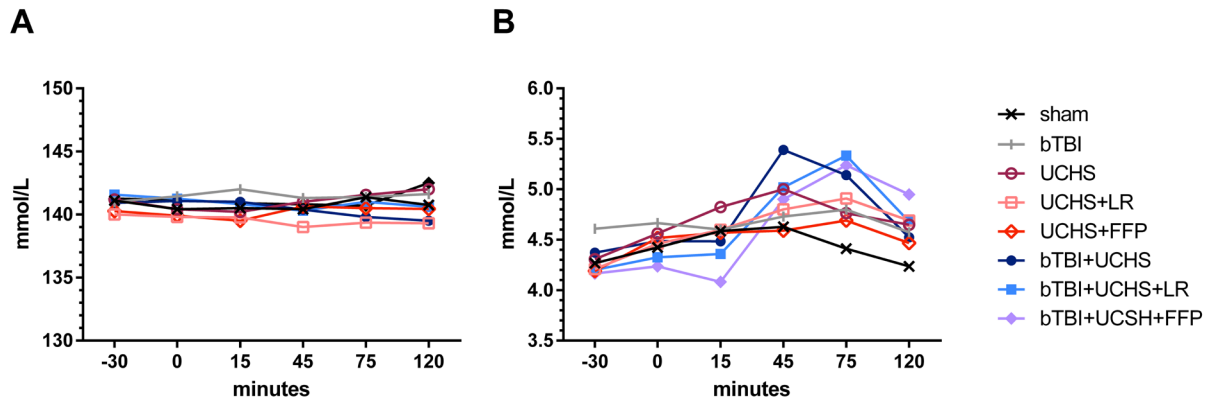 A
mmol/L
150
145
140
135
130
-30 0 15 45 75 120
minutes
B
mmol/L
6.0
5.5
5.0
4.5
4.0
3.5
-30 0 15 45 75 120
minutes
sham
bTBI
UCHS
UCHS+LR
UCHS+FFP
bTBI+UCHS
bTBI+UCHS+LR
bTBI+UCSH+FFP